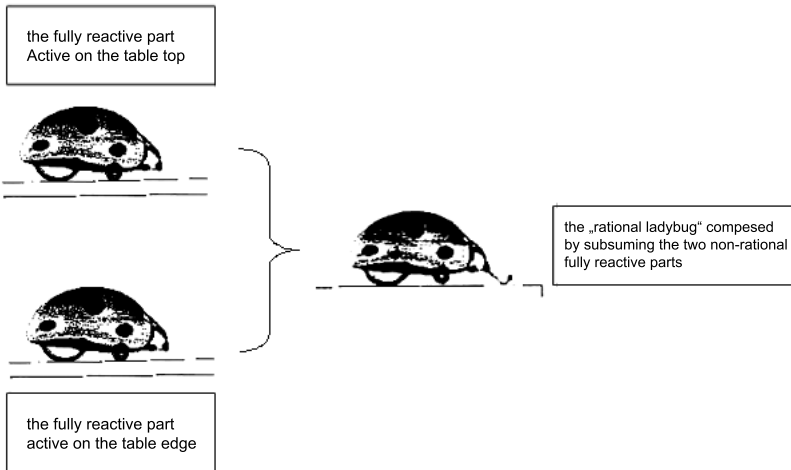 the fully reactive part
Active on the table top
the „rational ladybug“ compesed
by subsuming the two non-rational
fully reactive parts
the fully reactive part
active on the table edge